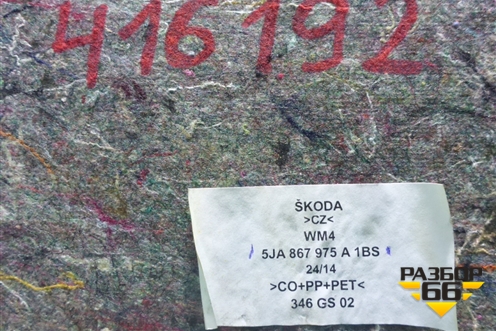 416192
ŠKODA
>CZ<
WM4
5JA 867 975 A 1BS
24/14
>CO+PP+PET<
346 GS 02
РАЗБОР
66